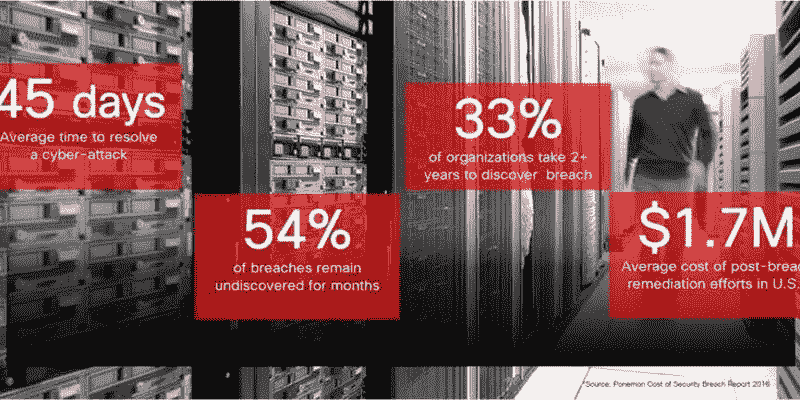 45 days
Average time to resolve
a cyber-attack
54%
of breaches remain
undiscovered for months
33%
of organizations take 2+
years to discover breach
$1.7M
Average cost of post-breac
remediation efforts in U.S.
*Source: Ponemon Cost of Security Breach Report 2016